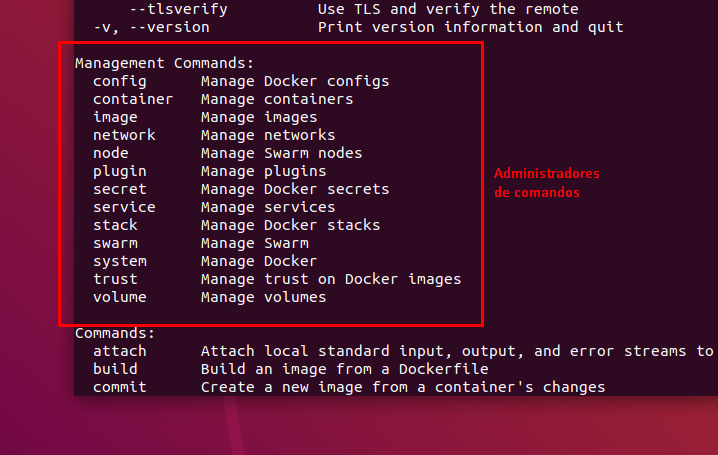 --tlsverify Use TLS and verify the remote
-v, --version Print version information and quit
Management Commands:
config Manage Docker configs
container Manage containers
image Manage images
network Manage networks
node Manage Swarm nodes
plugin Manage plugins
secret Manage Docker secrets
service Manage services
stack Manage Docker stacks
swarm Manage Swarm
system Manage Docker
trust Manage trust on Docker images
volume Manage volumes
Administradores
de comandos
Commands:
attach Attach local standard input, output, and error streams to
build Build an image from a Dockerfile
commit Create a new image from a container's changes